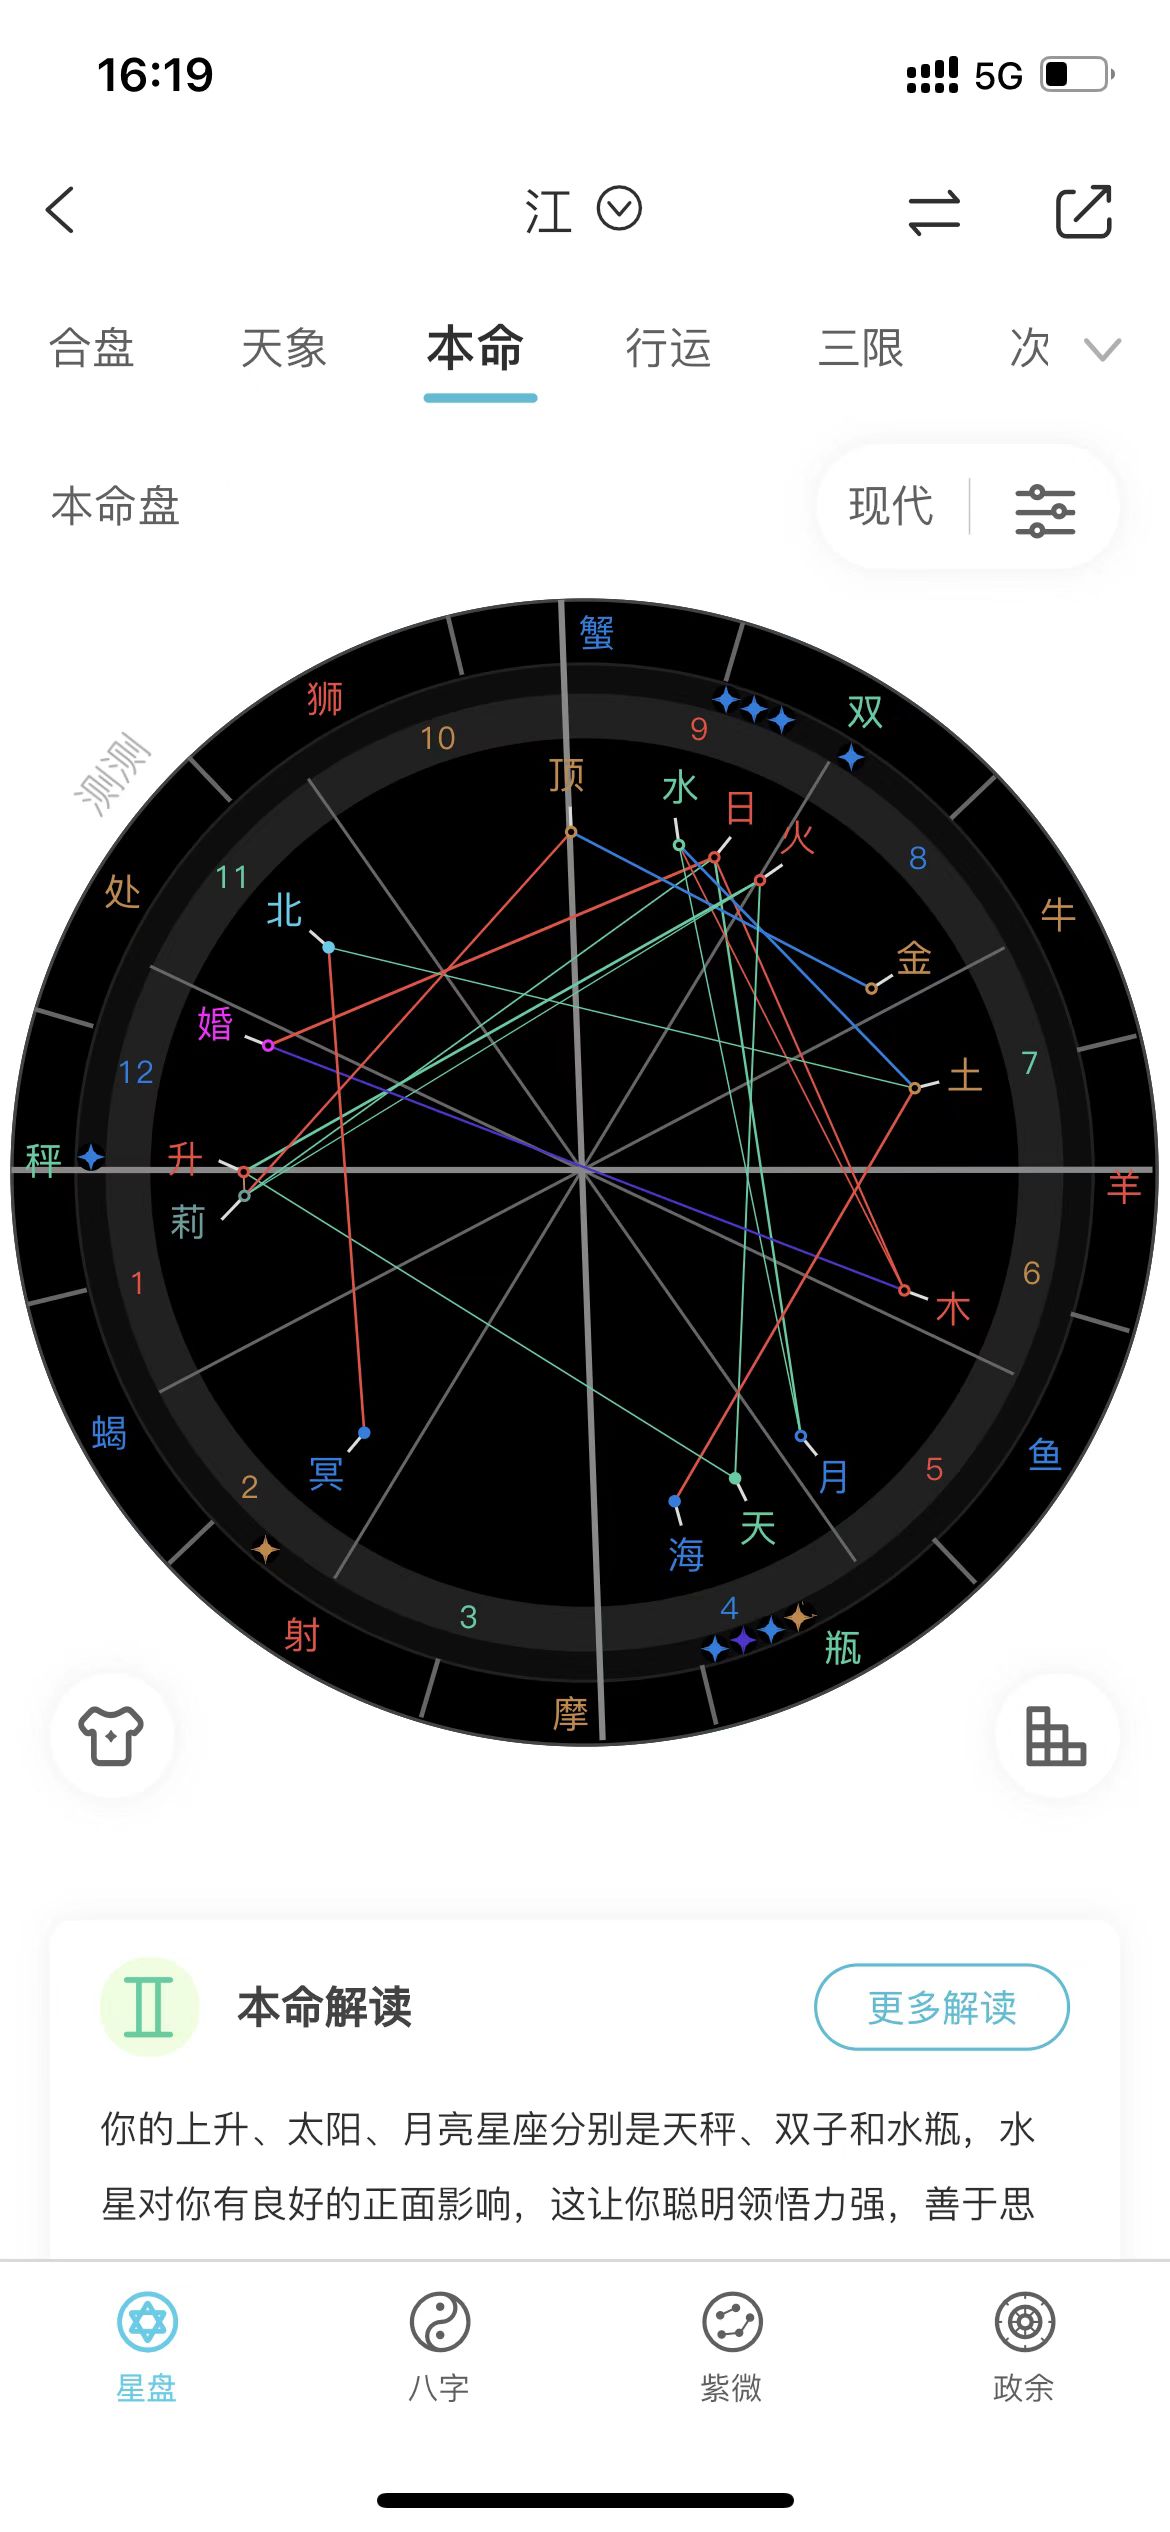 16:19
5G
江
合盘 天象 本命 行运 三限 次
本命盘
现代
测测
蟹
狮
双
9
10
顶
水
日
火
8
11
处
北
牛
金
婚
12
7
土
秤
升
羊
莉
1
6
木
蝎
冥
月
5
鱼
2
天
海
射
3
4
瓶
摩
本命解读
更多解读
你的上升、太阳、月亮星座分别是天秤、双子和水瓶，水
星对你有良好的正面影响，这让你聪明领悟力强，善于思
星盘 八字 紫微 政余